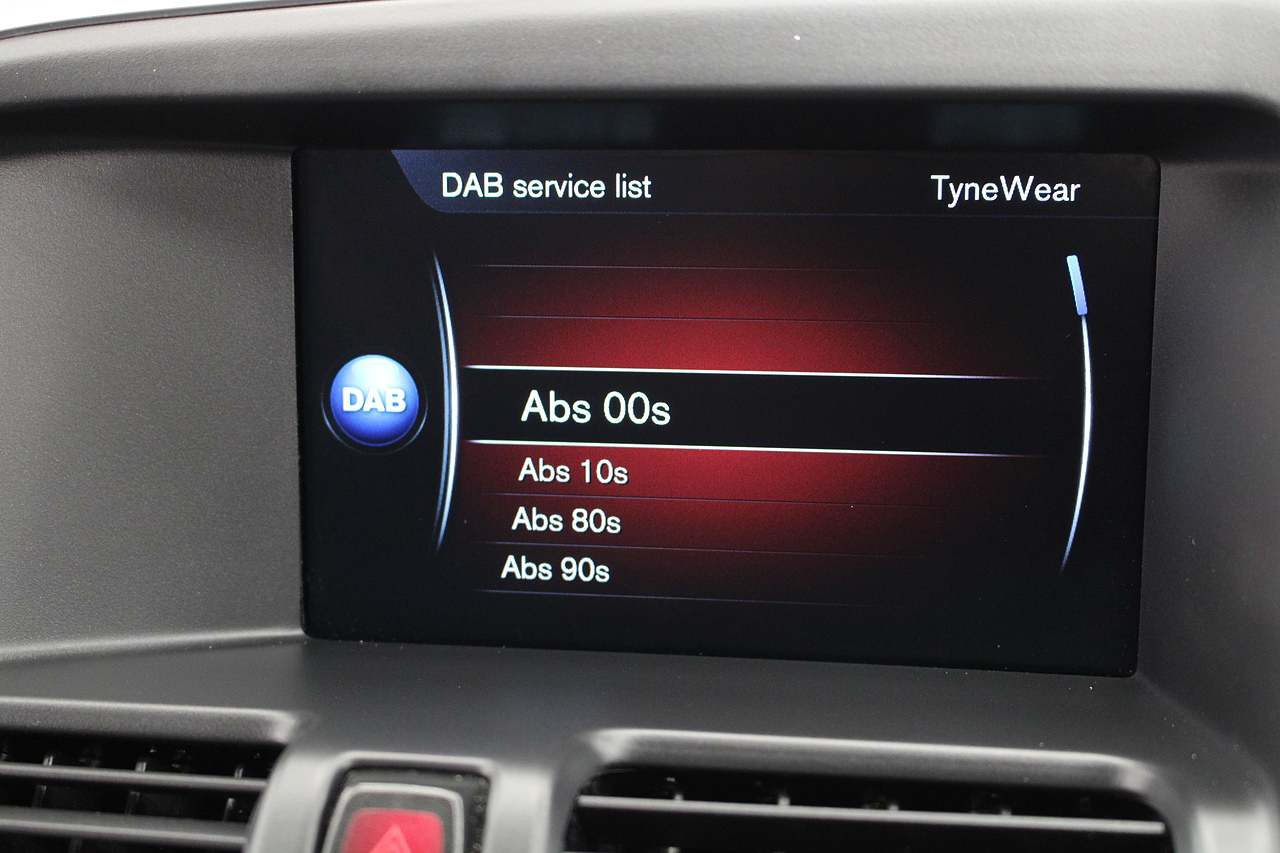 DAB service list
TyneWear
DAB
Abs 00s
Abs 10s
Abs 80s
Abs 90s